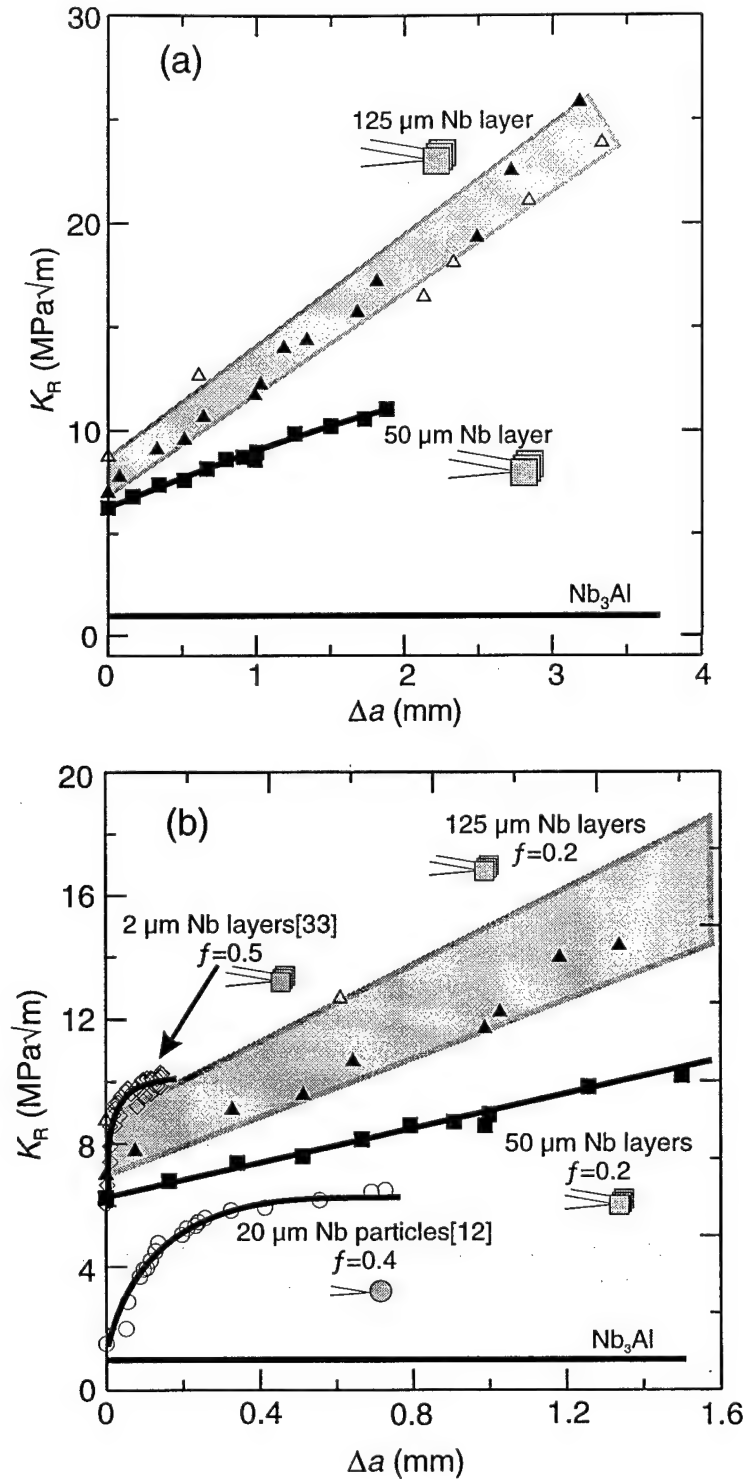 30
(a)
125 µm Nb layer
20
K_R (MPa√m)
10
50 µm Nb layer
Nb₃Al
0
0
1
2
3
4
Δa (mm)
20
(b)
125 µm Nb layers
f=0.2
16
2 µm Nb layers[33]
f=0.5
12
K_R (MPa√m)
8
50 µm Nb layers
f=0.2
20 µm Nb particles[12]
f=0.4
4
Nb₃Al
0
0
0.4
0.8
1.2
1.6
Δa (mm)